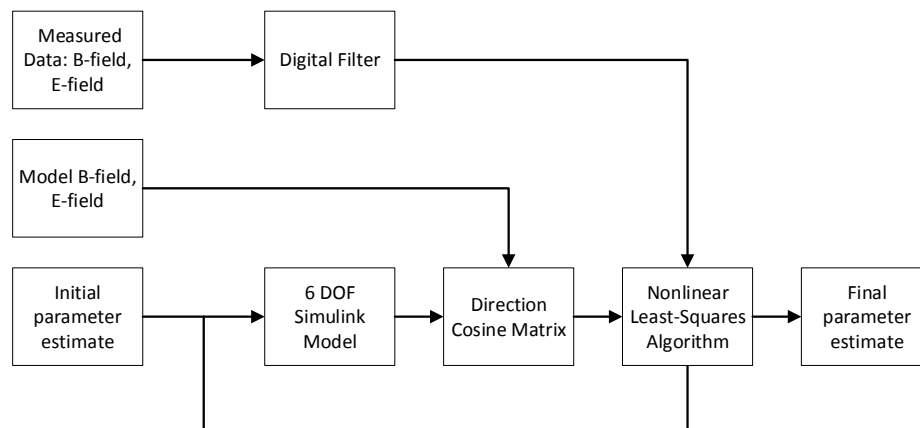 Measured
Data: B-field,
E-field
Digital Filter
Model B-field,
E-field
Initial
parameter
estimate
6 DOF
Simulink
Model
Direction
Cosine Matrix
Nonlinear
Least-Squares
Algorithm
Final
parameter
estimate